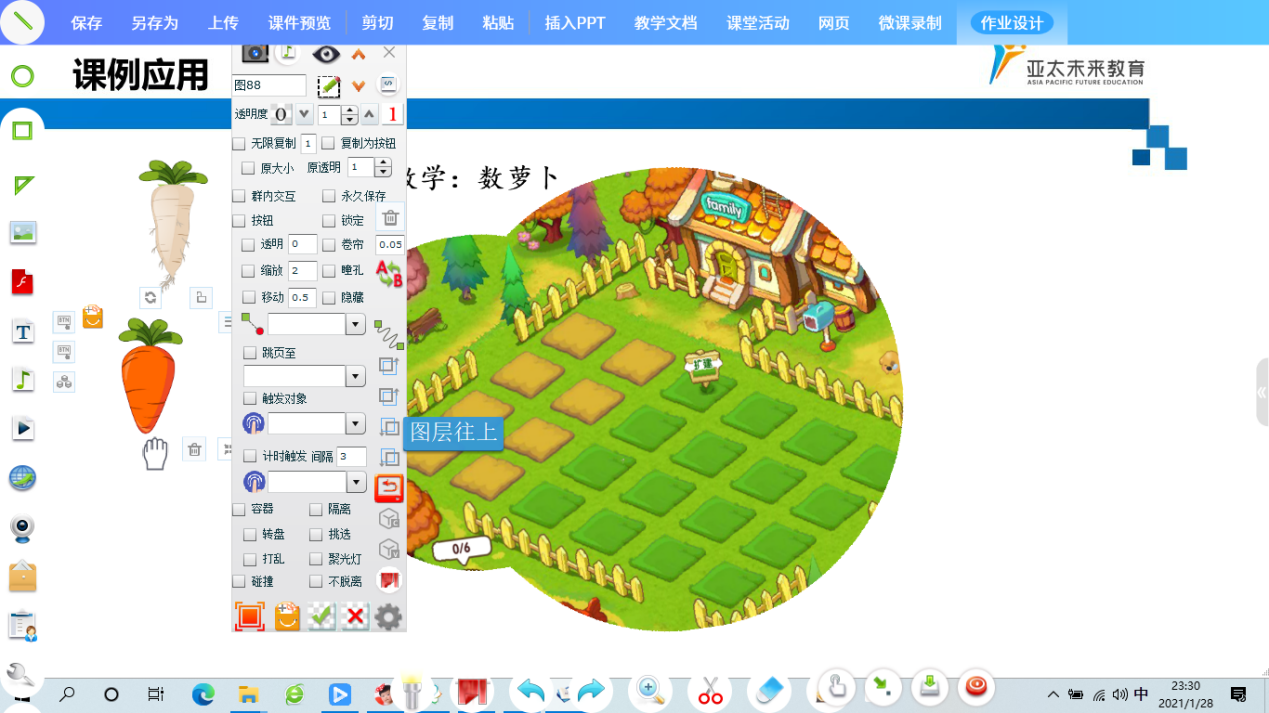 保存 另存为 上传 课件预览 剪切 复制 粘贴 插入PPT 教学文档 课堂活动 网页 微课录制 作业设计
课例应用
亚太未来教育
ASIA PACIFIC FUTURE EDUCATION
图88
透明度 0 1 1
无限复制 1 复制为按钮
原大小 原透明 1
群内交互 永久保存
按钮 锁定
透明 0 卷帘 0.05
缩放 2 瞳孔 A B
移动 0.5 隐藏
跳页至
触发对象
计时触发 间隔 3
容器 隔离
转盘 挑选
打乱 聚光灯
碰撞 不脱离
学：数萝卜
family
扩建
图层往上
0/6
T
BTN
BTN
中
23:30
2021/1/28